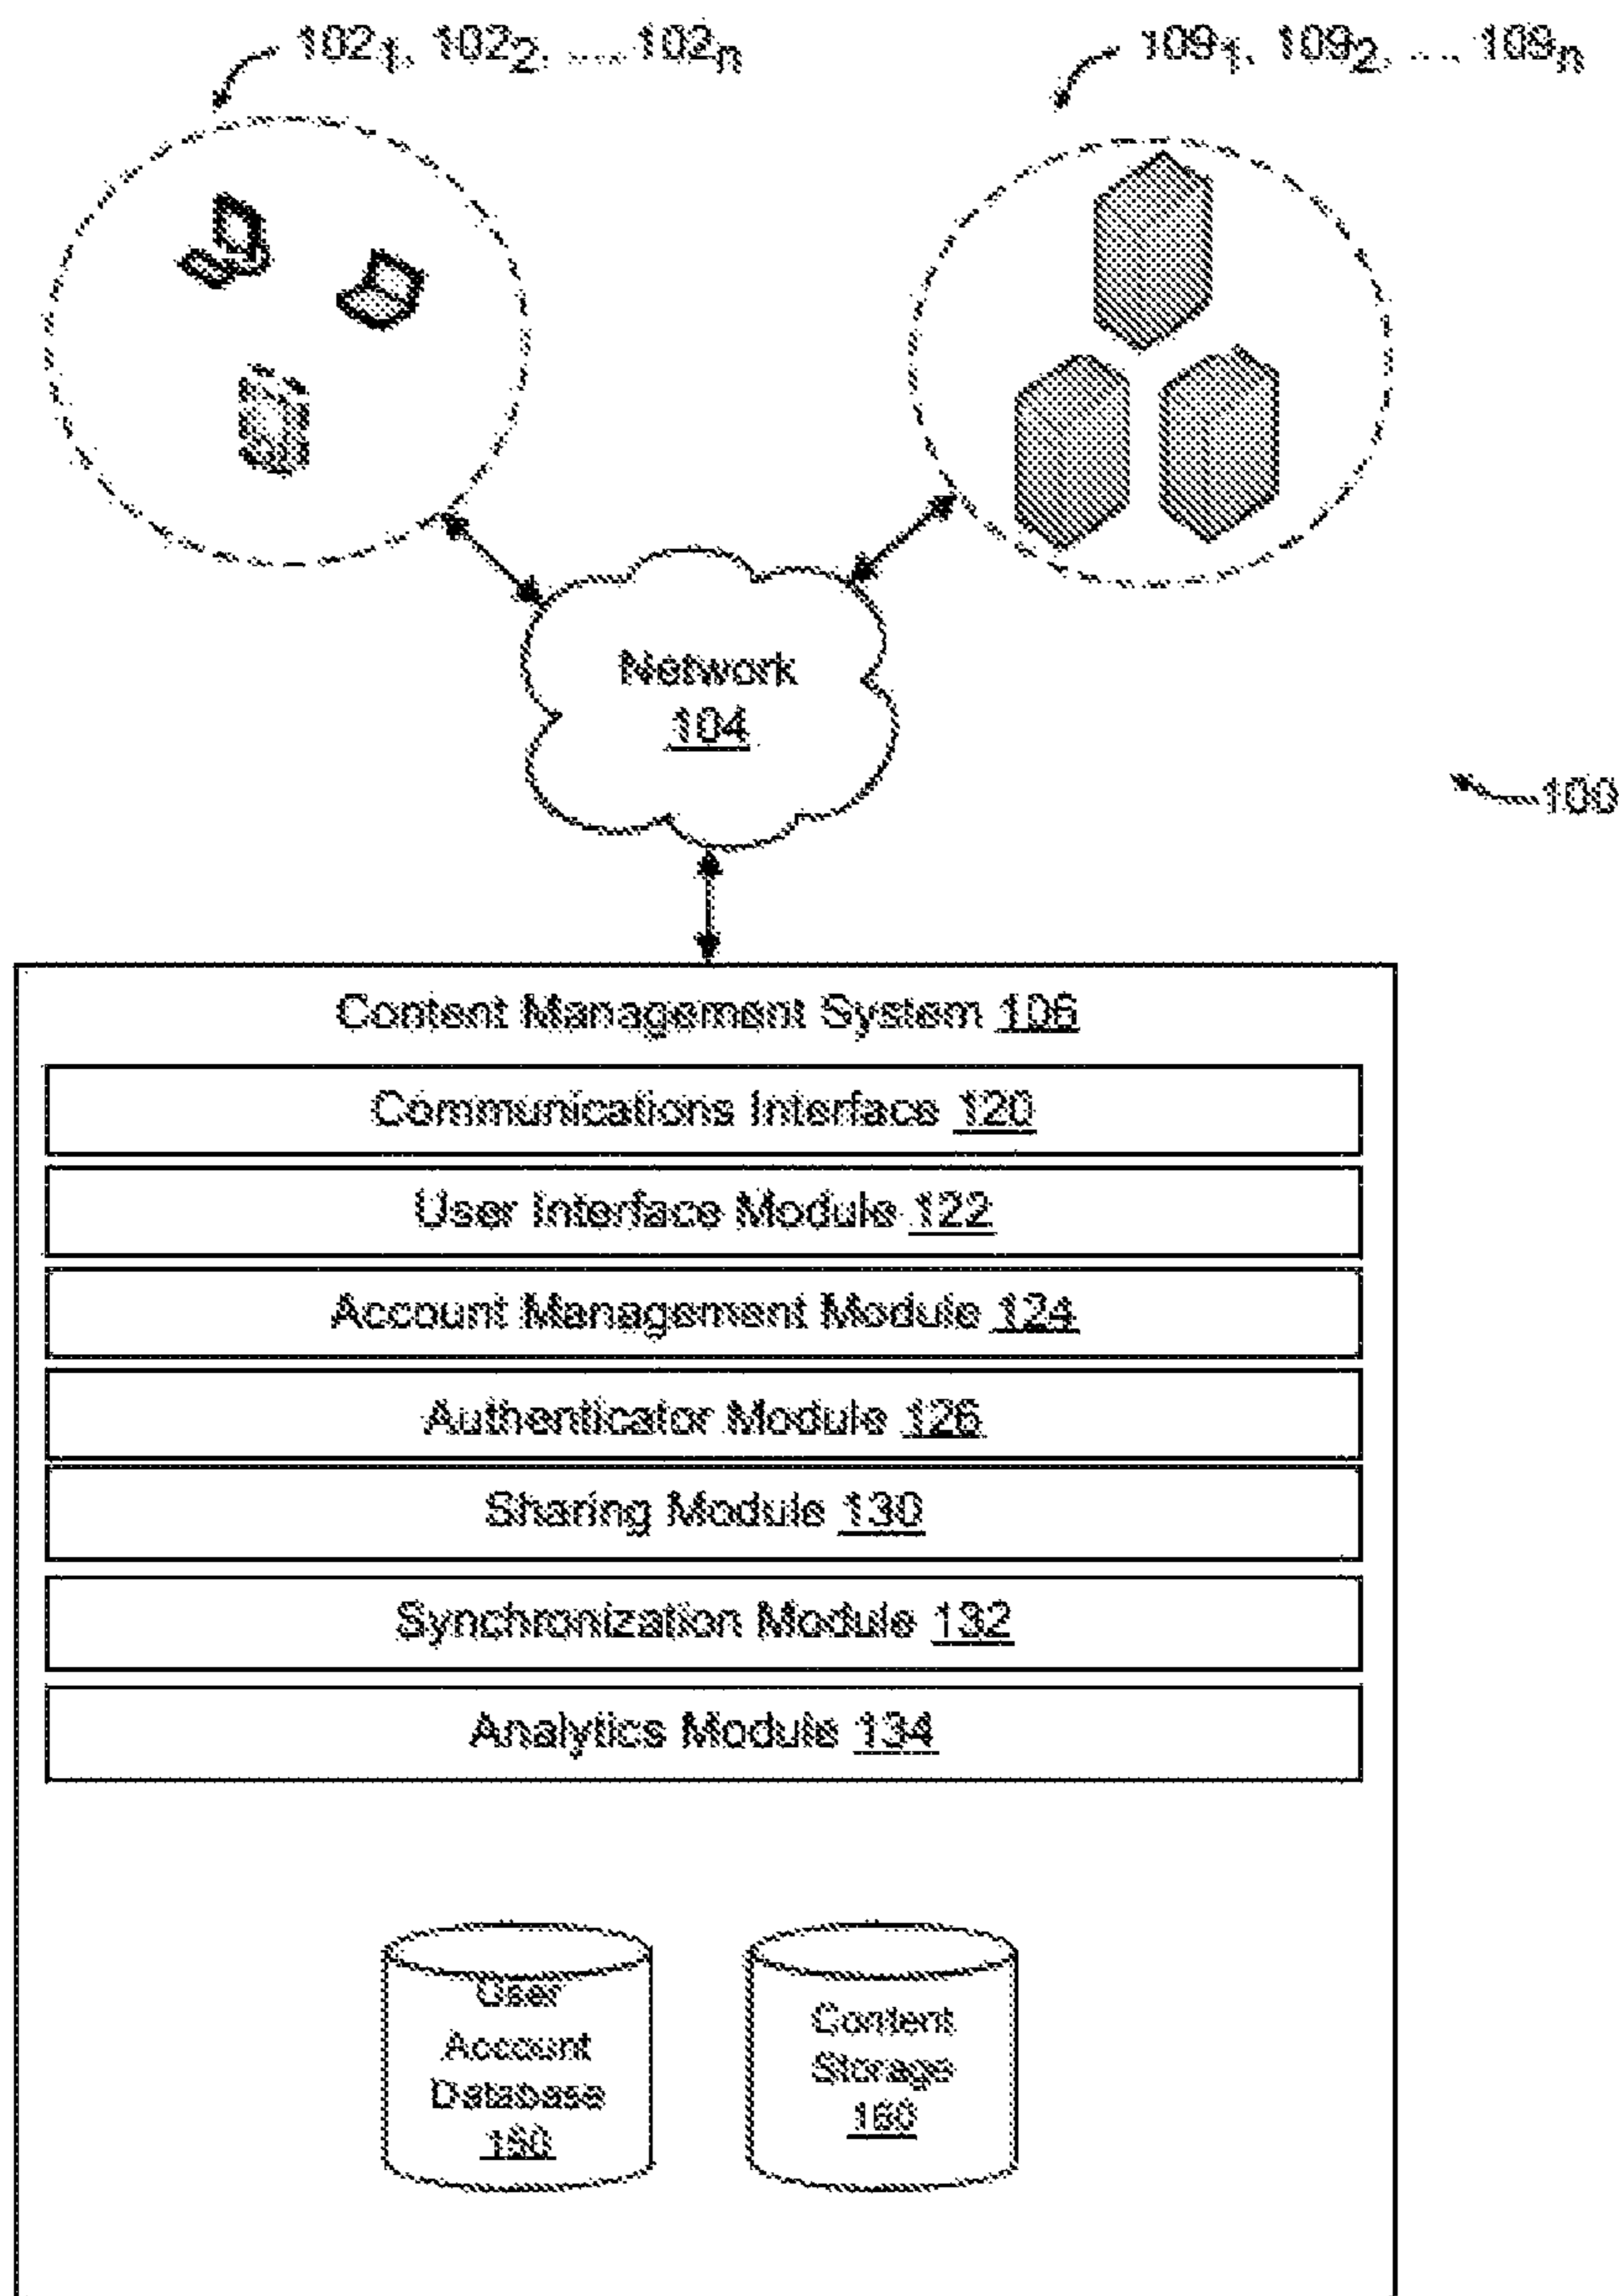 102₁, 102₂, .... 102ₙ
109₁, 109₂, ... 109ₙ
Network
104
100
Content Management System 106
Communications Interface 120
User Interface Module 122
Account Management Module 124
Authenticator Module 126
Sharing Module 130
Synchronization Module 132
Analytics Module 134
User
Account
Database
Content
Storage
160